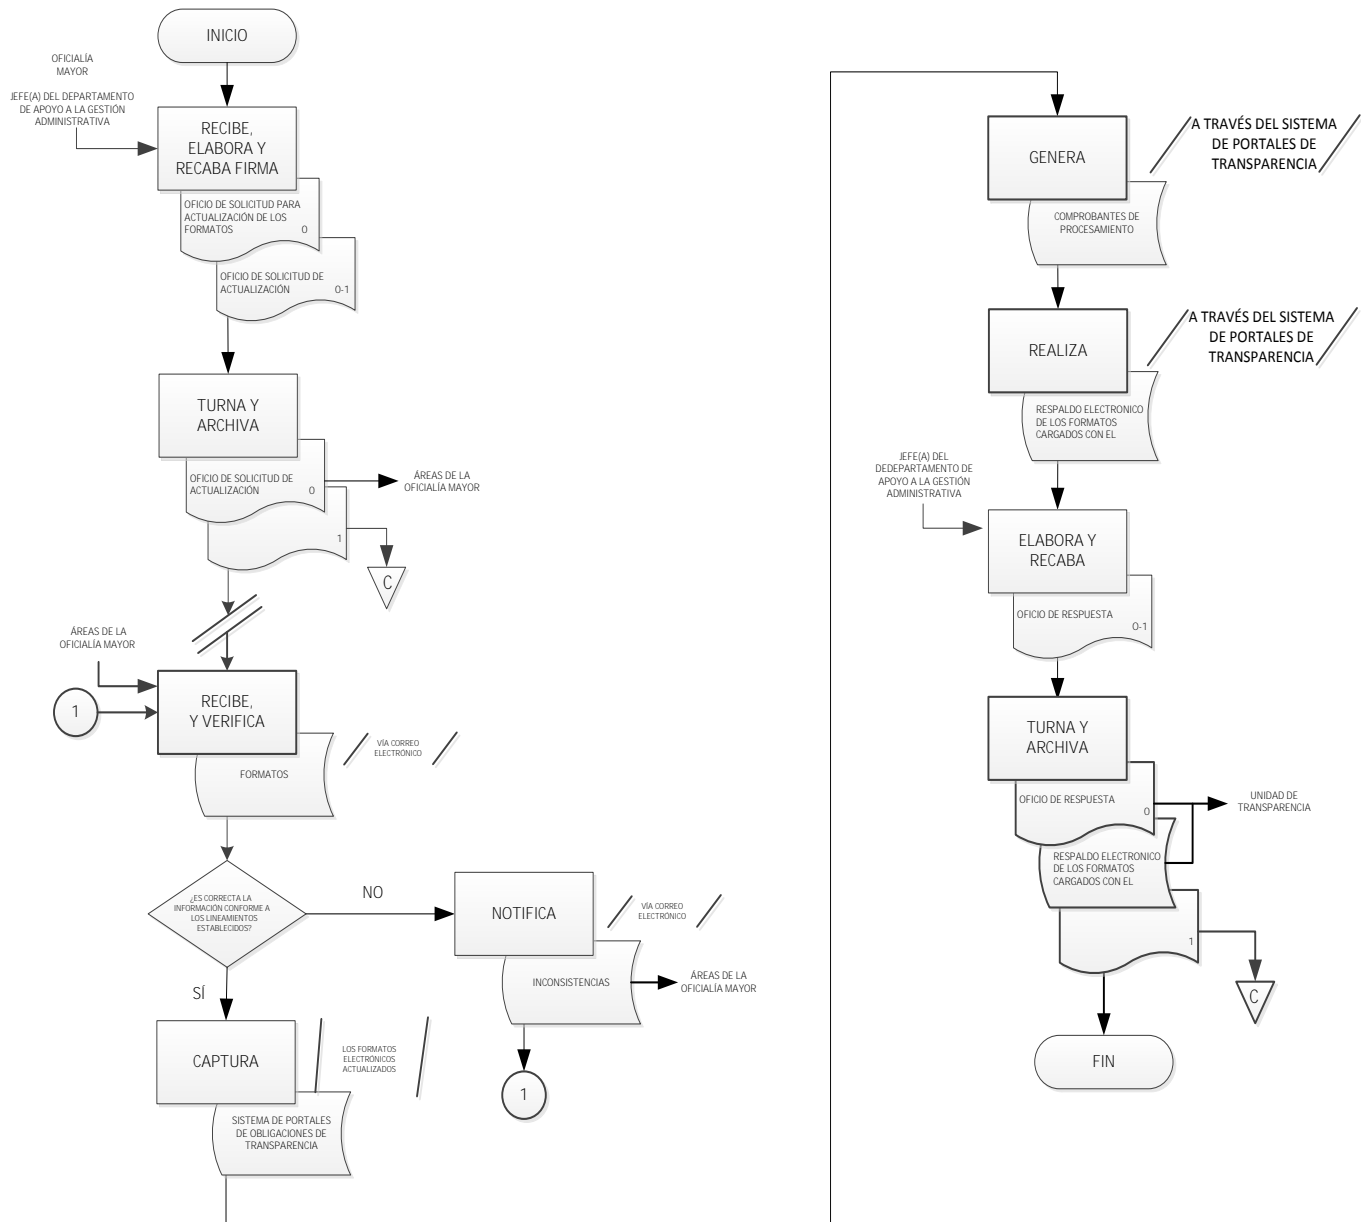 INICIO
OFICIALÍA
MAYOR
JEFE(A) DEL DEPARTAMENTO
DE APOYO A LA GESTIÓN
ADMINISTRATIVA
RECIBE,
ELABORA Y
RECABA FIRMA
OFICIO DE SOLICITUD PARA
ACTUALIZACIÓN DE LOS
FORMATOS
0
OFICIO DE SOLICITUD DE
ACTUALIZACIÓN
0-1
TURNA Y
ARCHIVA
OFICIO DE SOLICITUD DE
ACTUALIZACIÓN
0
ÁREAS DE LA
OFICIALÍA MAYOR
1
C
ÁREAS DE LA
OFICIALÍA MAYOR
1
RECIBE,
Y VERIFICA
FORMATOS
VÍA CORREO
ELECTRÓNICO
¿ES CORRECTA LA
INFORMACIÓN CONFORME A
LOS LINEAMIENTOS
ESTABLECIDOS?
NO
NOTIFICA
VÍA CORREO
ELECTRÓNICO
INCONSISTENCIAS
ÁREAS DE LA
OFICIALÍA MAYOR
1
SÍ
CAPTURA
LOS FORMATOS
ELECTRÓNICOS
ACTUALIZADOS
SISTEMA DE PORTALES
DE OBLIGACIONES DE
TRANSPARENCIA
GENERA
A TRAVÉS DEL SISTEMA
DE PORTALES DE
TRANSPARENCIA
COMPROBANTES DE
PROCESAMIENTO
REALIZA
A TRAVÉS DEL SISTEMA
DE PORTALES DE
TRANSPARENCIA
RESPALDO ELECTRONICO
DE LOS FORMATOS
CARGADOS CON EL
JEFE(A) DEL
DEDEPARTAMENTO DE
APOYO A LA GESTIÓN
ADMINISTRATIVA
ELABORA Y
RECABA
OFICIO DE RESPUESTA
0-1
TURNA Y
ARCHIVA
OFICIO DE RESPUESTA
0
UNIDAD DE
TRANSPARENCIA
RESPALDO ELECTRONICO
DE LOS FORMATOS
CARGADOS CON EL
1
C
FIN